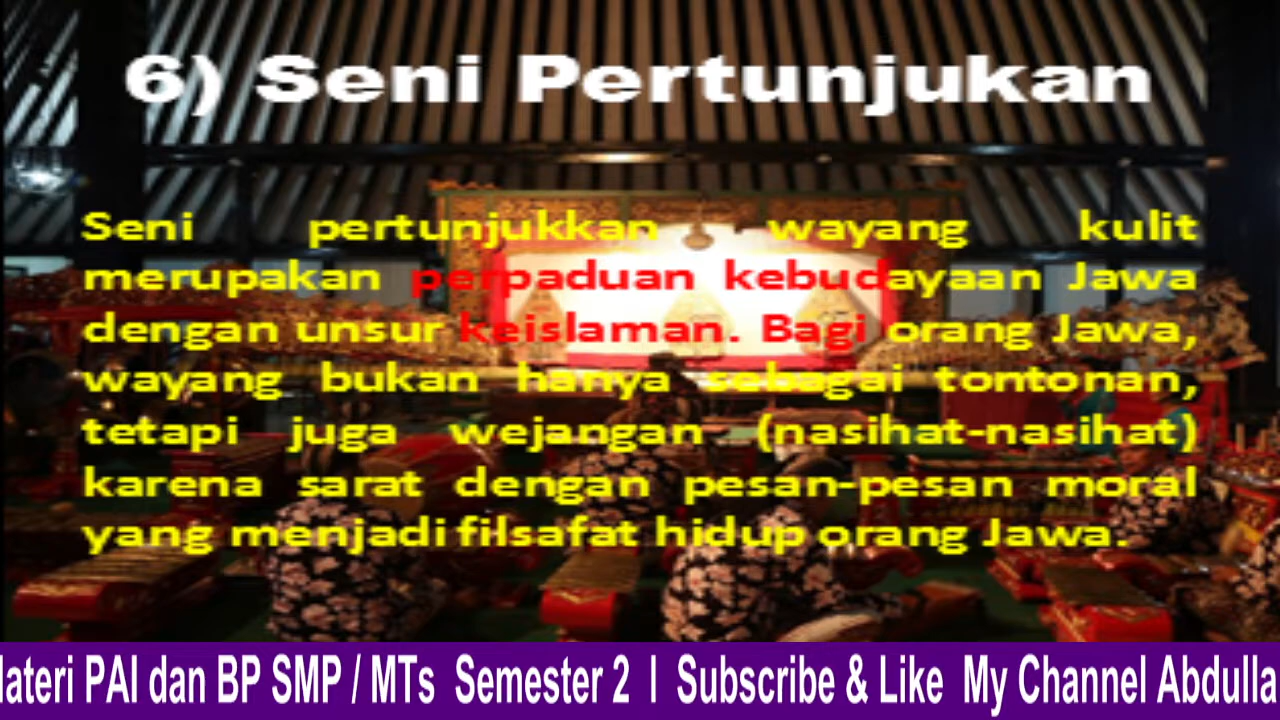 6) Seni Pertunjukan
Seni pertunjukkan wayang kulit
merupakan perpaduan kebudayaan Jawa
dengan unsur keislaman. Bagi orang Jawa,
wayang bukan hanya sebagai tontonan,
tetapi juga wejangan (nasihat-nasihat)
karena sarat dengan pesan-pesan moral
yang menjadi filsafat hidup orang Jawa.
PAI dan BP SMP / MTs Semester 2 I Subscribe & Like My Channel